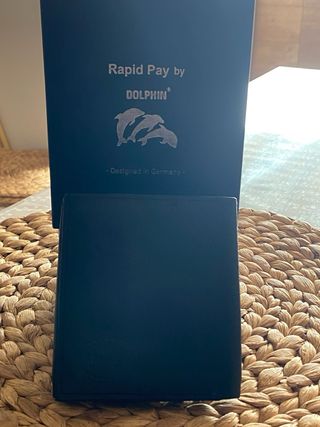 Rapid Pay by
DOLPHIN®
- Designed in Germany -